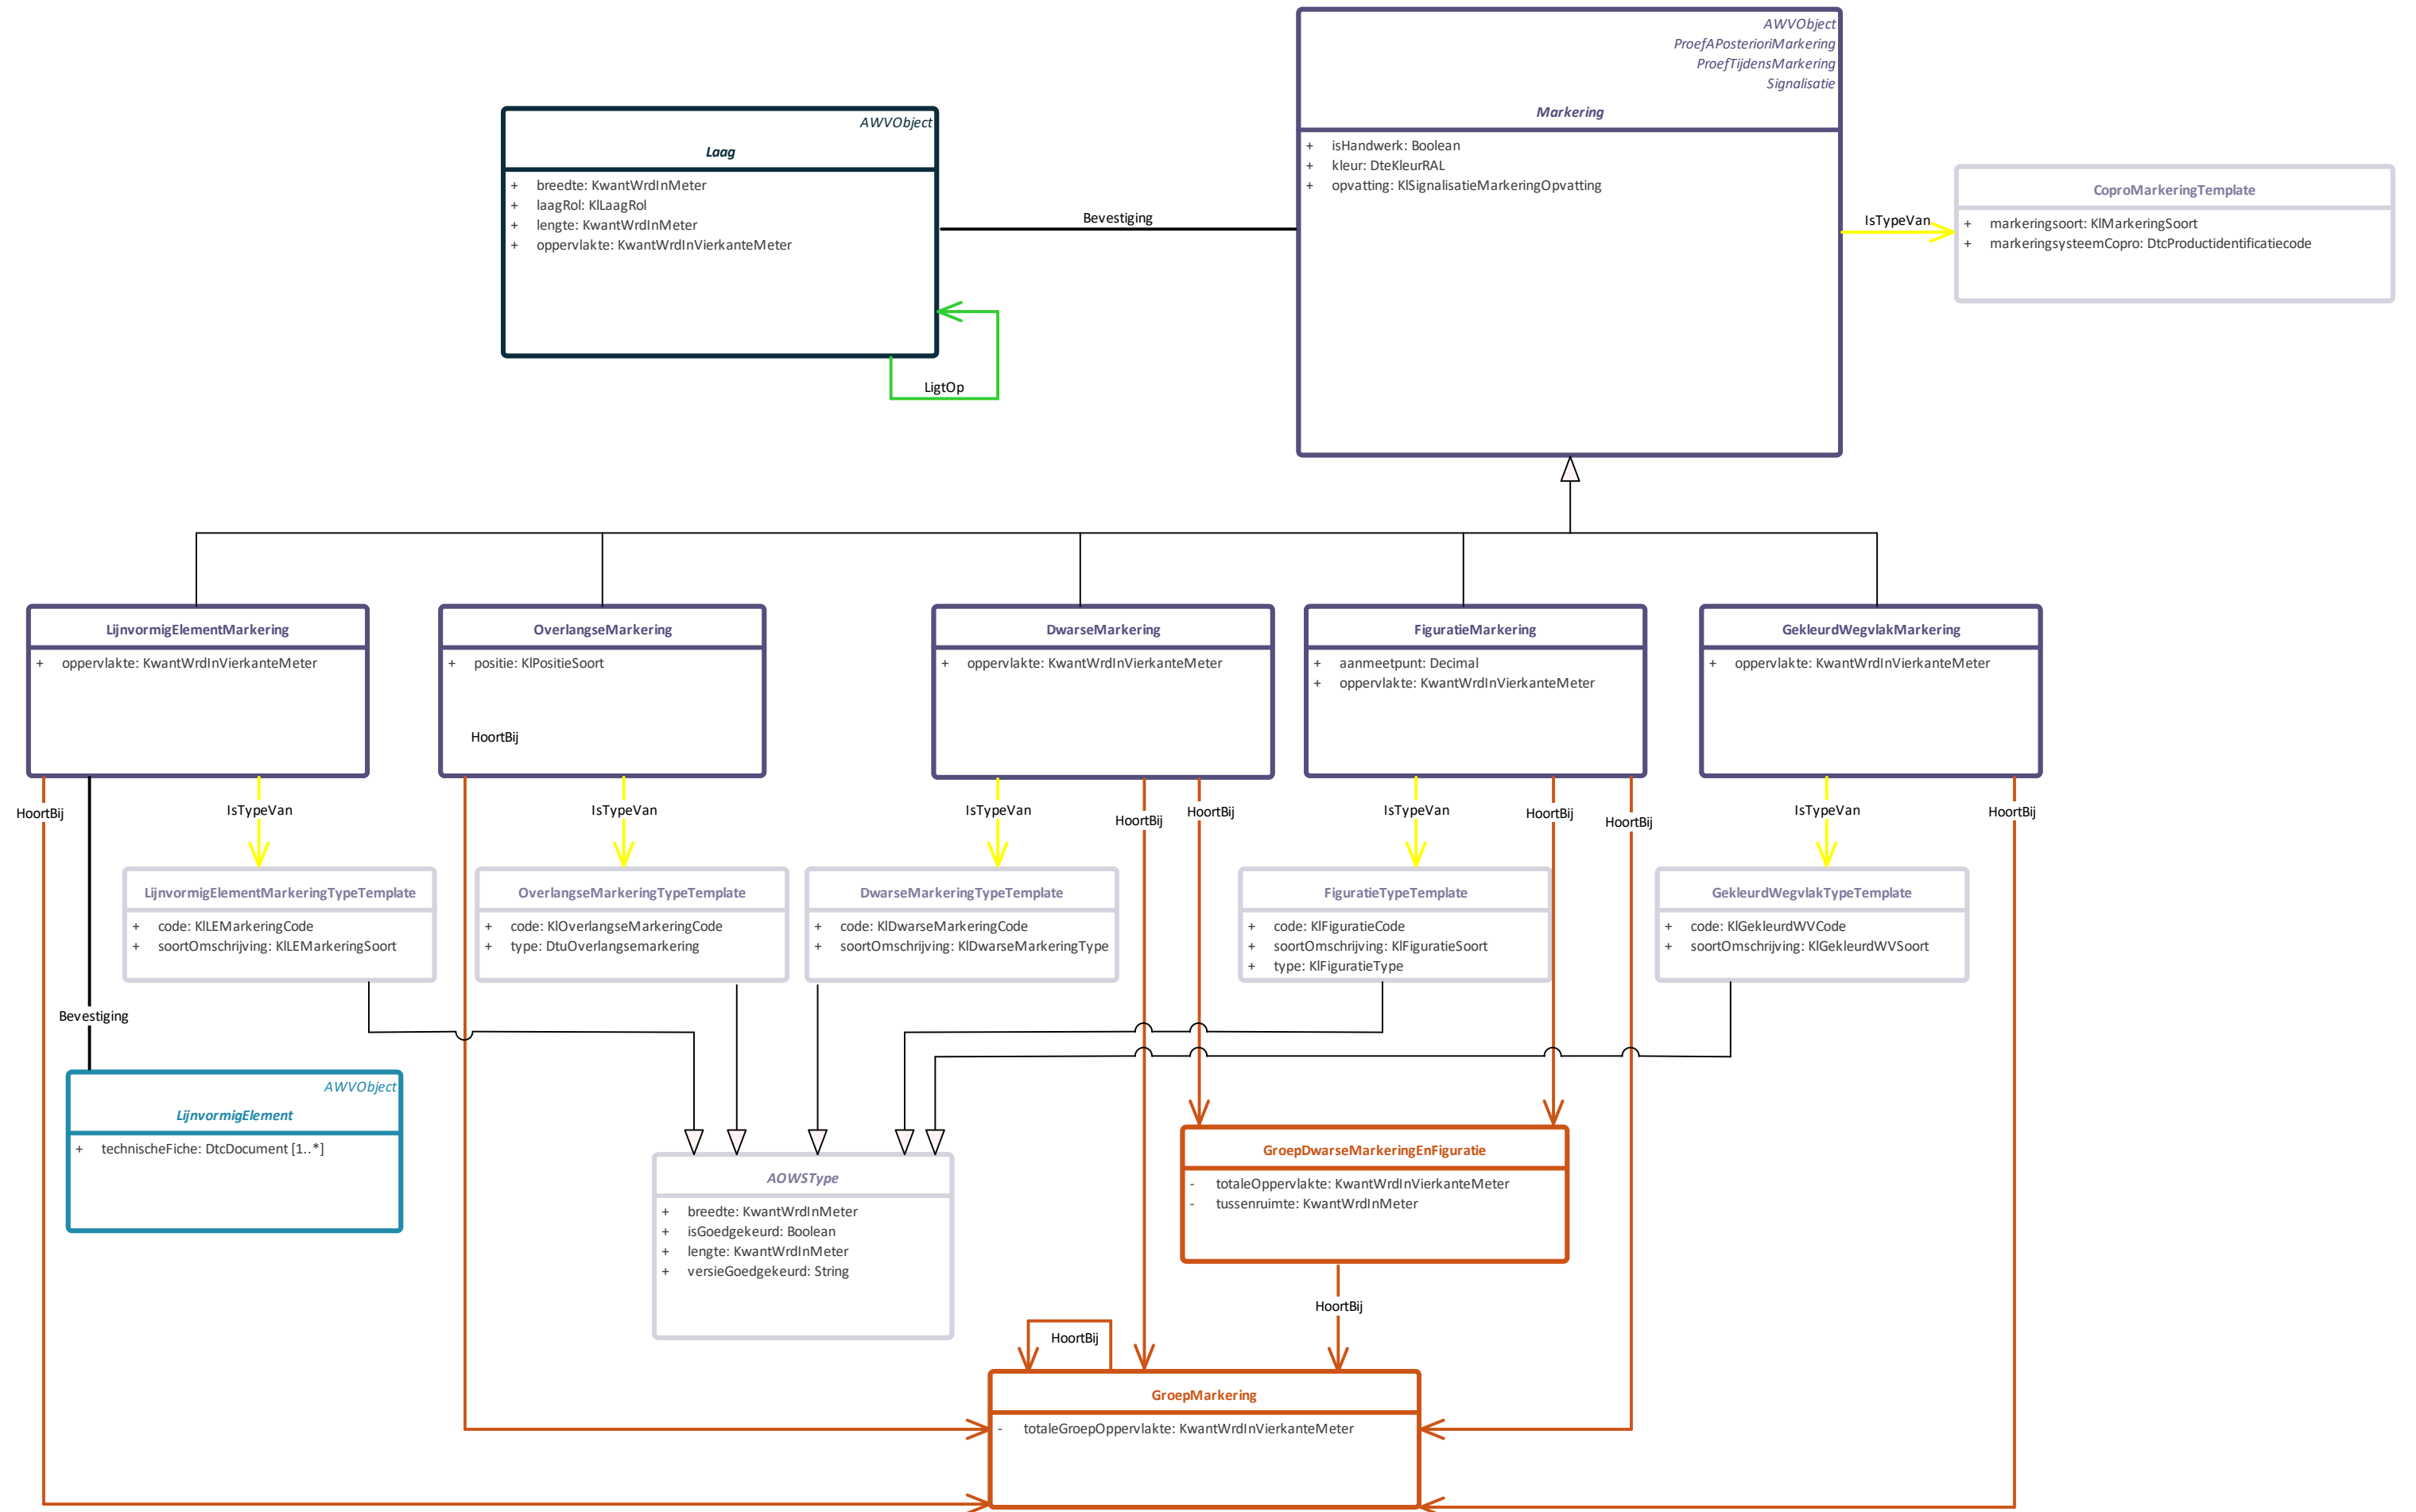 AWVObject
ProefAPosterioriMarkering
ProefTijdensMarkering
Signalisatie
Markering
+ isHandwerk: Boolean
+ kleur: DteKleurRAL
+ opvatting: KlSignalisatieMarkeringOpvatting
AWVObject
Laag
+ breedte: KwantWrdInMeter
+ laagRol: KlLaagRol
+ lengte: KwantWrdInMeter
+ oppervlakte: KwantWrdInVierkanteMeter
Bevestiging
IsTypeVan
CoproMarkeringTemplate
+ markeringsoort: KlMarkeringSoort
+ markeringsysteemCopro: DtcProductidentificatiecode
LigtOp
LijnvormigElementMarkering
+ oppervlakte: KwantWrdInVierkanteMeter
OverlangseMarkering
+ positie: KlPositieSoort
HoortBij
DwarseMarkering
+ oppervlakte: KwantWrdInVierkanteMeter
FiguratieMarkering
+ aanmeetpunt: Decimal
+ oppervlakte: KwantWrdInVierkanteMeter
GekleurdWegvlakMarkering
+ oppervlakte: KwantWrdInVierkanteMeter
HoortBij
IsTypeVan
IsTypeVan
IsTypeVan
HoortBij
HoortBij
IsTypeVan
HoortBij
HoortBij
IsTypeVan
HoortBij
LijnvormigElementMarkeringTypeTemplate
+ code: KlLEMarkeringCode
+ soortOmschrijving: KlLEMarkeringSoort
OverlangseMarkeringTypeTemplate
+ code: KlOverlangseMarkeringCode
+ type: DtuOverlangsemarkering
DwarseMarkeringTypeTemplate
+ code: KlDwarseMarkeringCode
+ soortOmschrijving: KlDwarseMarkeringType
FiguratieTypeTemplate
+ code: KlFiguratieCode
+ soortOmschrijving: KlFiguratieSoort
+ type: KlFiguratieType
GekleurdWegvlakTypeTemplate
+ code: KlGekleurdWVCode
+ soortOmschrijving: KlGekleurdWVSoort
Bevestiging
AWVObject
LijnvormigElement
+ technischeFiche: DtcDocument [1..*]
AOWSType
+ breedte: KwantWrdInMeter
+ isGoedgekeurd: Boolean
+ lengte: KwantWrdInMeter
+ versieGoedgekeurd: String
GroepDwarseMarkeringEnFiguratie
- totaleOppervlakte: KwantWrdInVierkanteMeter
- tussenruimte: KwantWrdInMeter
HoortBij
HoortBij
GroepMarkering
- totaleGroepOppervlakte: KwantWrdInVierkanteMeter